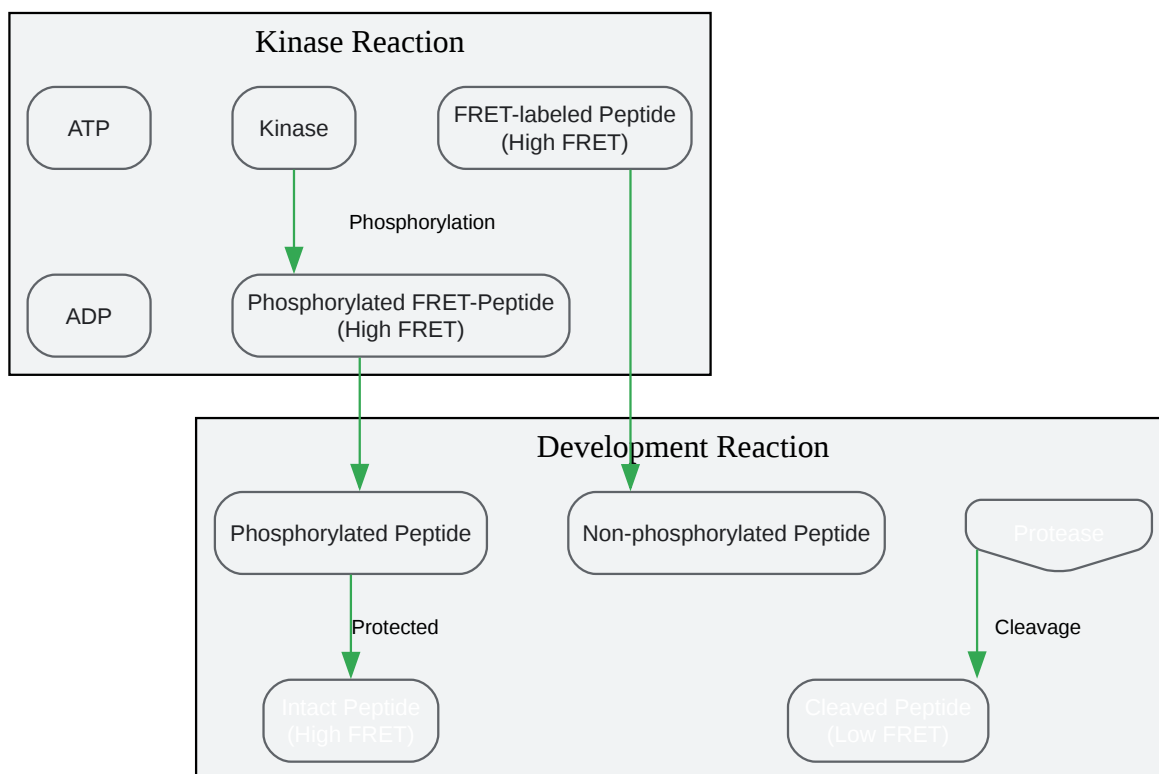 Kinase Reaction
ATP
Kinase
FRET-labeled Peptide
(High FRET)
Phosphorylation
ADP
Phosphorylated FRET-Peptide
(High FRET)
Development Reaction
Phosphorylated Peptide
Non-phosphorylated Peptide
Protease
Protected
Cleavage
Intact Peptide
(High FRET)
Cleaved Peptide
(Low FRET)